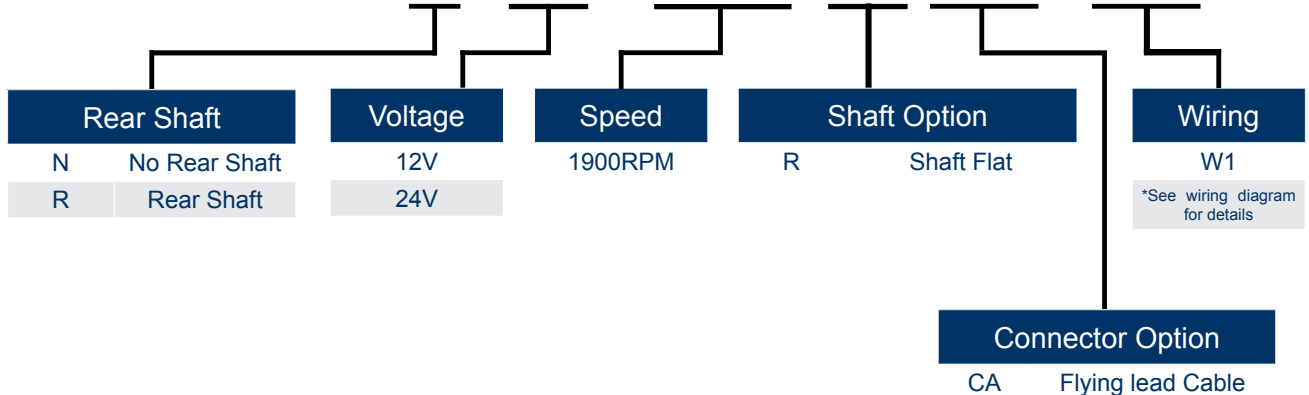 Rear Shaft
N No Rear Shaft
R Rear Shaft
Voltage
12V
24V
Speed
1900RPM
Shaft Option
R Shaft Flat
Wiring
W1
*See wiring diagram
for details
Connector Option
CA Flying lead Cable